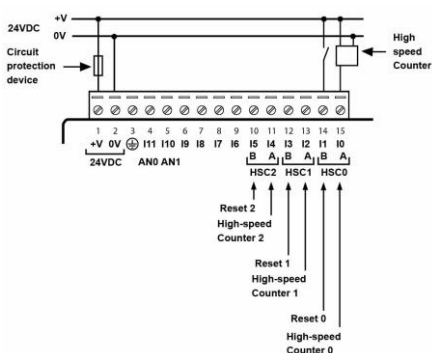 +V
24VDC
0V
Circuit
protection
device
High
speed
Counter
1 2 3 4 5 6 7 8 9 10 11 12 13 14 15
+V 0V I11 I10 I9 I8 I7 I6 I5 I4 I3 I2 I1 I0
B A B A B A
24VDC AN0 AN1 HSC2 HSC1 HSC0
Reset 2
High-speed
Counter 2
Reset 1
High-speed
Counter 1
Reset 0
High-speed
Counter 0